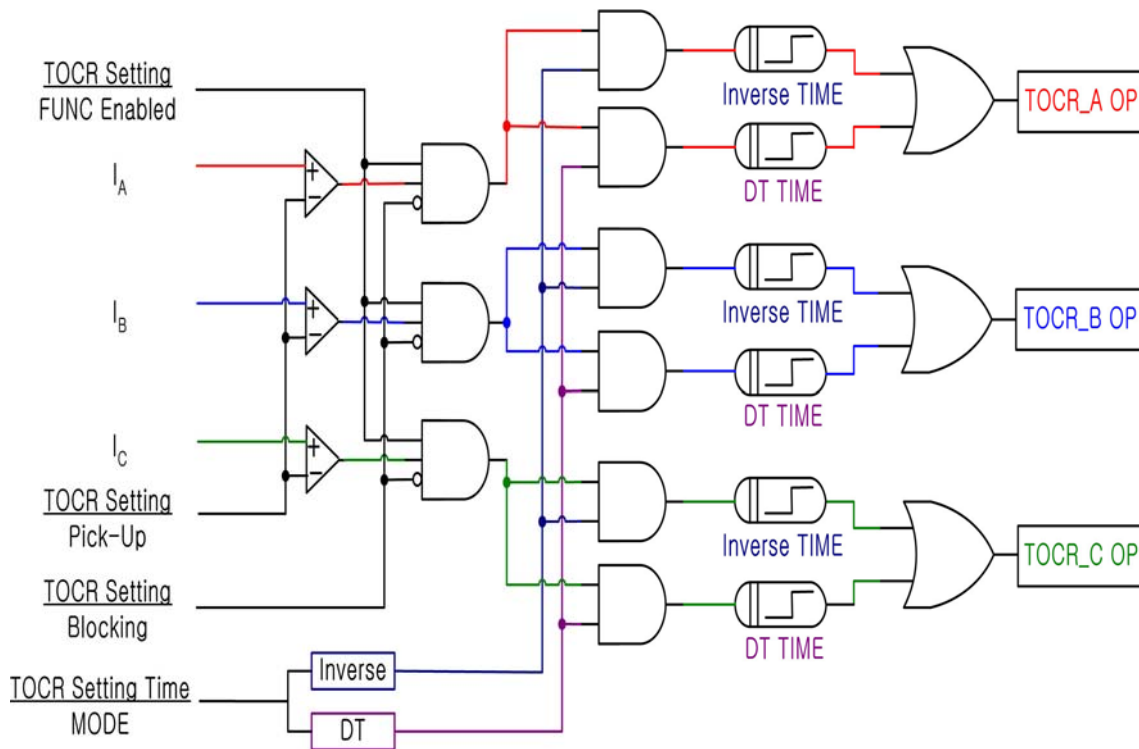 TOCR Setting
FUNC Enabled
I_A
+
−
I_B
+
−
I_C
+
−
TOCR Setting
Pick-Up
TOCR Setting
Blocking
TOCR Setting Time
MODE
Inverse
DT
Inverse TIME
DT TIME
TOCR_A OP
Inverse TIME
DT TIME
TOCR_B OP
Inverse TIME
DT TIME
TOCR_C OP